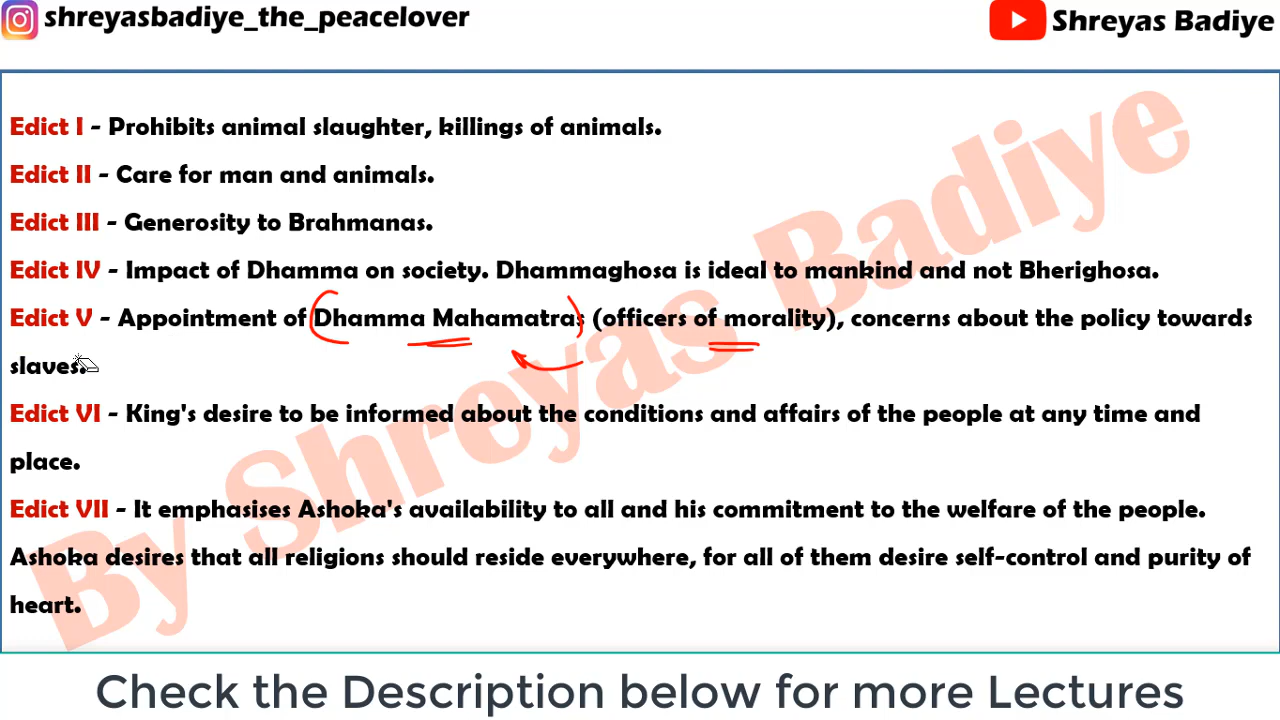 shreyasbadiye_the_peacelover
Shreyas Badiye
Edict I - Prohibits animal slaughter, killings of animals.
Edict II - Care for man and animals.
Edict III - Generosity to Brahmanas.
Edict IV - Impact of Dhamma on society. Dhammaghosa is ideal to mankind and not Bherighosa.
Edict V - Appointment of Dhamma Mahamatras (officers of morality), concerns about the policy towards
slaves.
Edict VI - King's desire to be informed about the conditions and affairs of the people at any time and
place.
Edict VII - It emphasises Ashoka's availability to all and his commitment to the welfare of the people.
Ashoka desires that all religions should reside everywhere, for all of them desire self-control and purity of
heart.
By Shreyas Badiye
Check the Description below for more Lectures